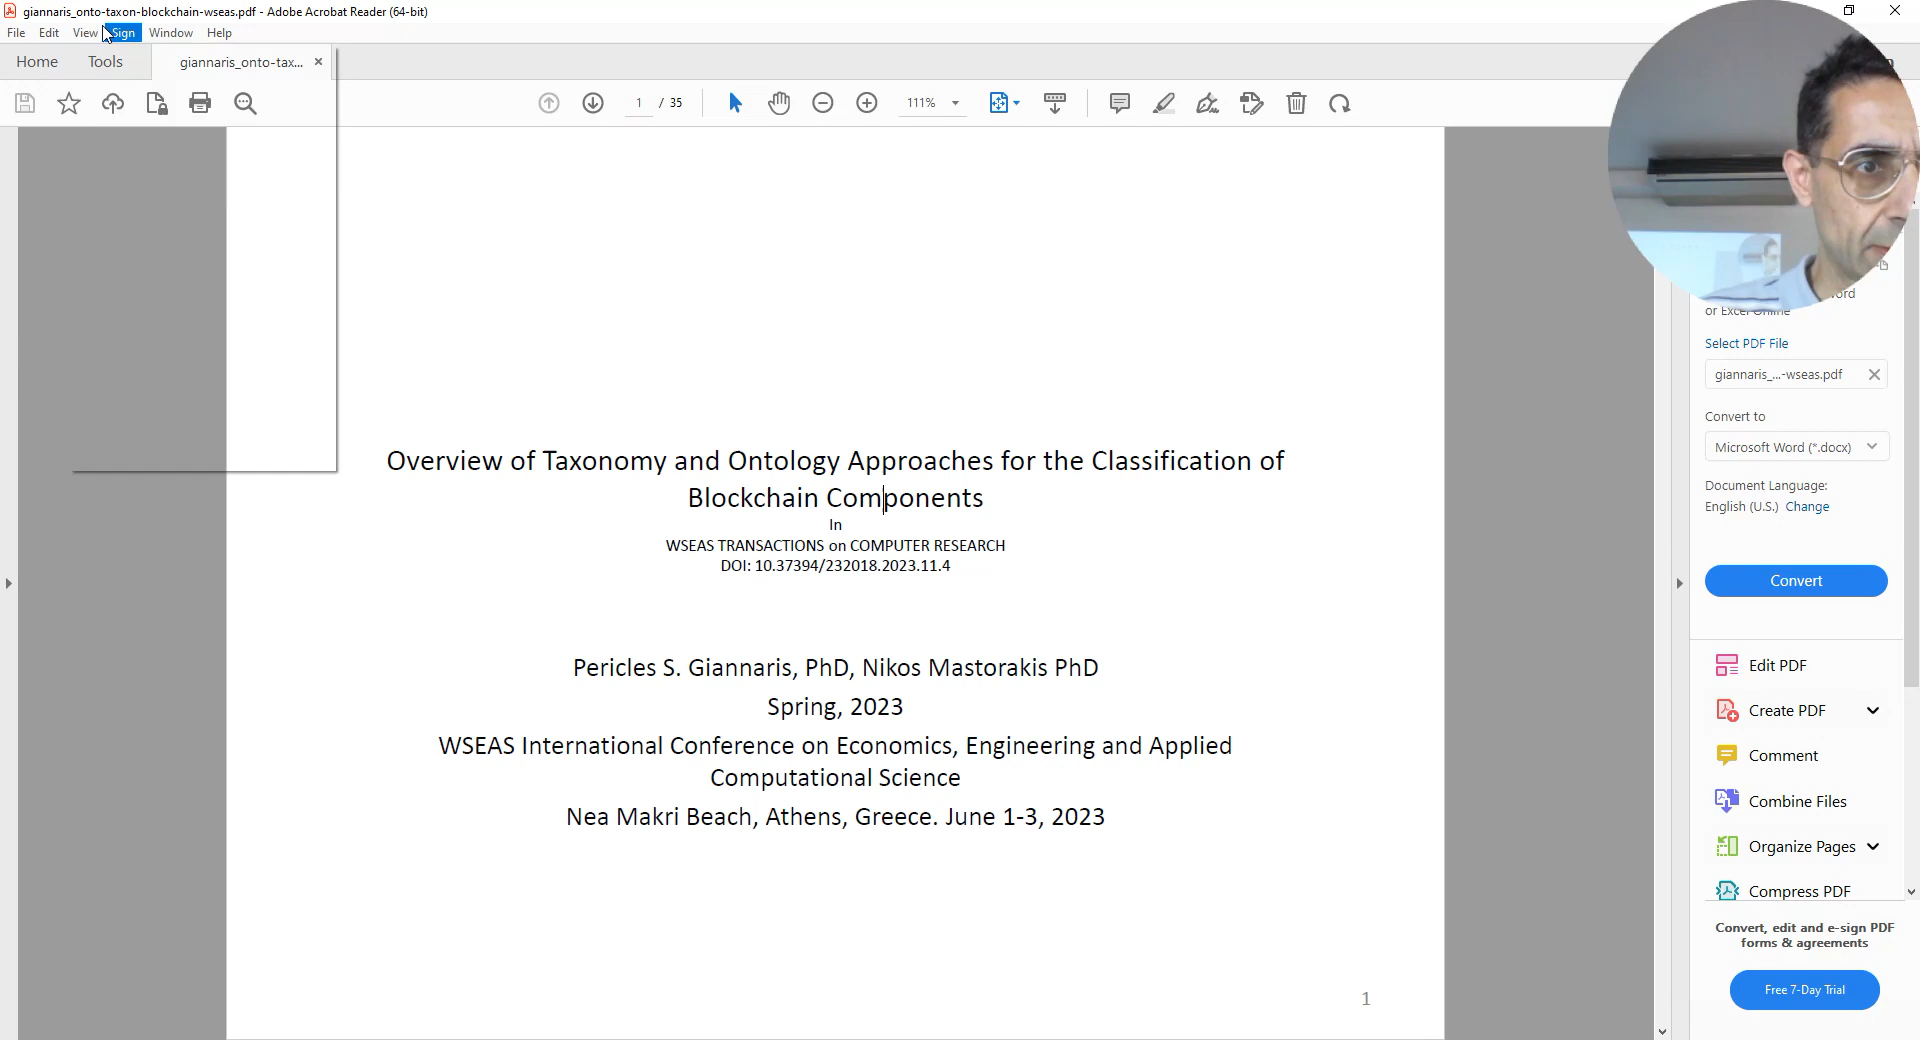 giannaris_onto-taxon-blockchain-wseas.pdf - Adobe Acrobat Reader (64-bit)
File Edit View Sign Window Help
Home Tools giannaris_onto-tax...
1 / 35 111%
Overview of Taxonomy and Ontology Approaches for the Classification of
Blockchain Components
In
WSEAS TRANSACTIONS on COMPUTER RESEARCH
DOI: 10.37394/232018.2023.11.4
Pericles S. Giannaris, PhD, Nikos Mastorakis PhD
Spring, 2023
WSEAS International Conference on Economics, Engineering and Applied
Computational Science
Nea Makri Beach, Athens, Greece. June 1-3, 2023
1
or Excel Online
Select PDF File
giannaris_...-wseas.pdf
Convert to
Microsoft Word (*.docx)
Document Language:
English (U.S.) Change
Convert
Edit PDF
Create PDF
Comment
Combine Files
Organize Pages
Compress PDF
Convert, edit and e-sign PDF
forms & agreements
Free 7-Day Trial